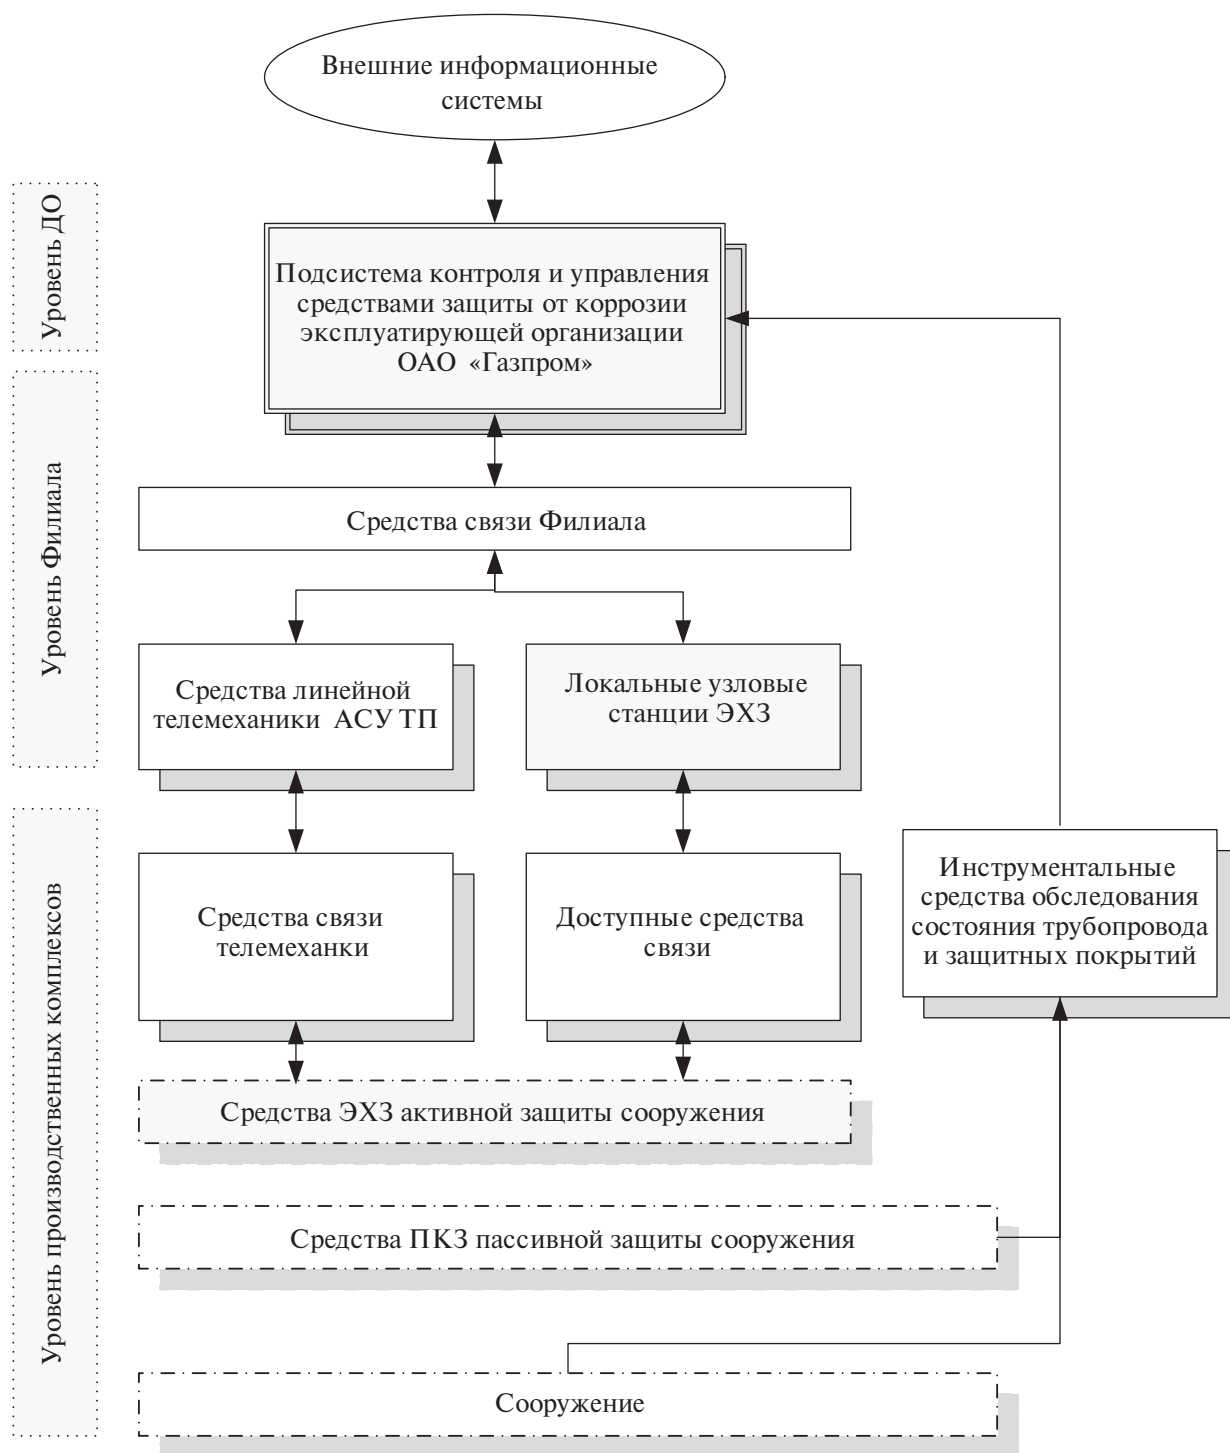 Внешние информационные
системы
Уровень ДО
Подсистема контроля и управления
средствами защиты от коррозии
эксплуатирующей организации
ОАО «Газпром»
Уровень Филиала
Средства связи Филиала
Средства линейной
телемеханики АСУ ТП
Локальные узловые
станции ЭХЗ
Уровень производственных комплексов
Средства связи
телемеханки
Доступные средства
связи
Инструментальные
средства обследования
состояния трубопровода
и защитных покрытий
Средства ЭХЗ активной защиты сооружения
Средства ПКЗ пассивной защиты сооружения
Сооружение